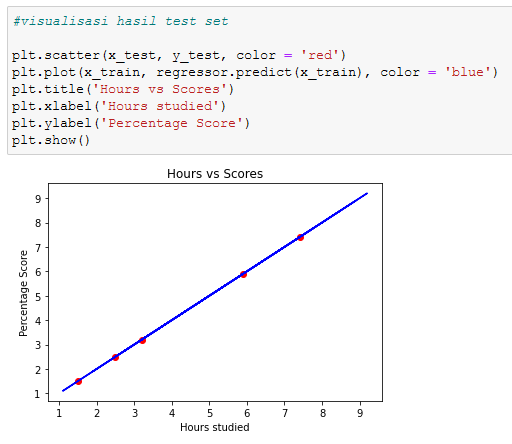 #visualisasi hasil test set
plt.scatter(x_test, y_test, color = 'red')
plt.plot(x_train, regressor.predict(x_train), color = 'blue')
plt.title('Hours vs Scores')
plt.xlabel('Hours studied')
plt.ylabel('Percentage Score')
plt.show()
Hours vs Scores
Percentage Score
9
8
7
6
5
4
3
2
1
1 2 3 4 5 6 7 8 9
Hours studied